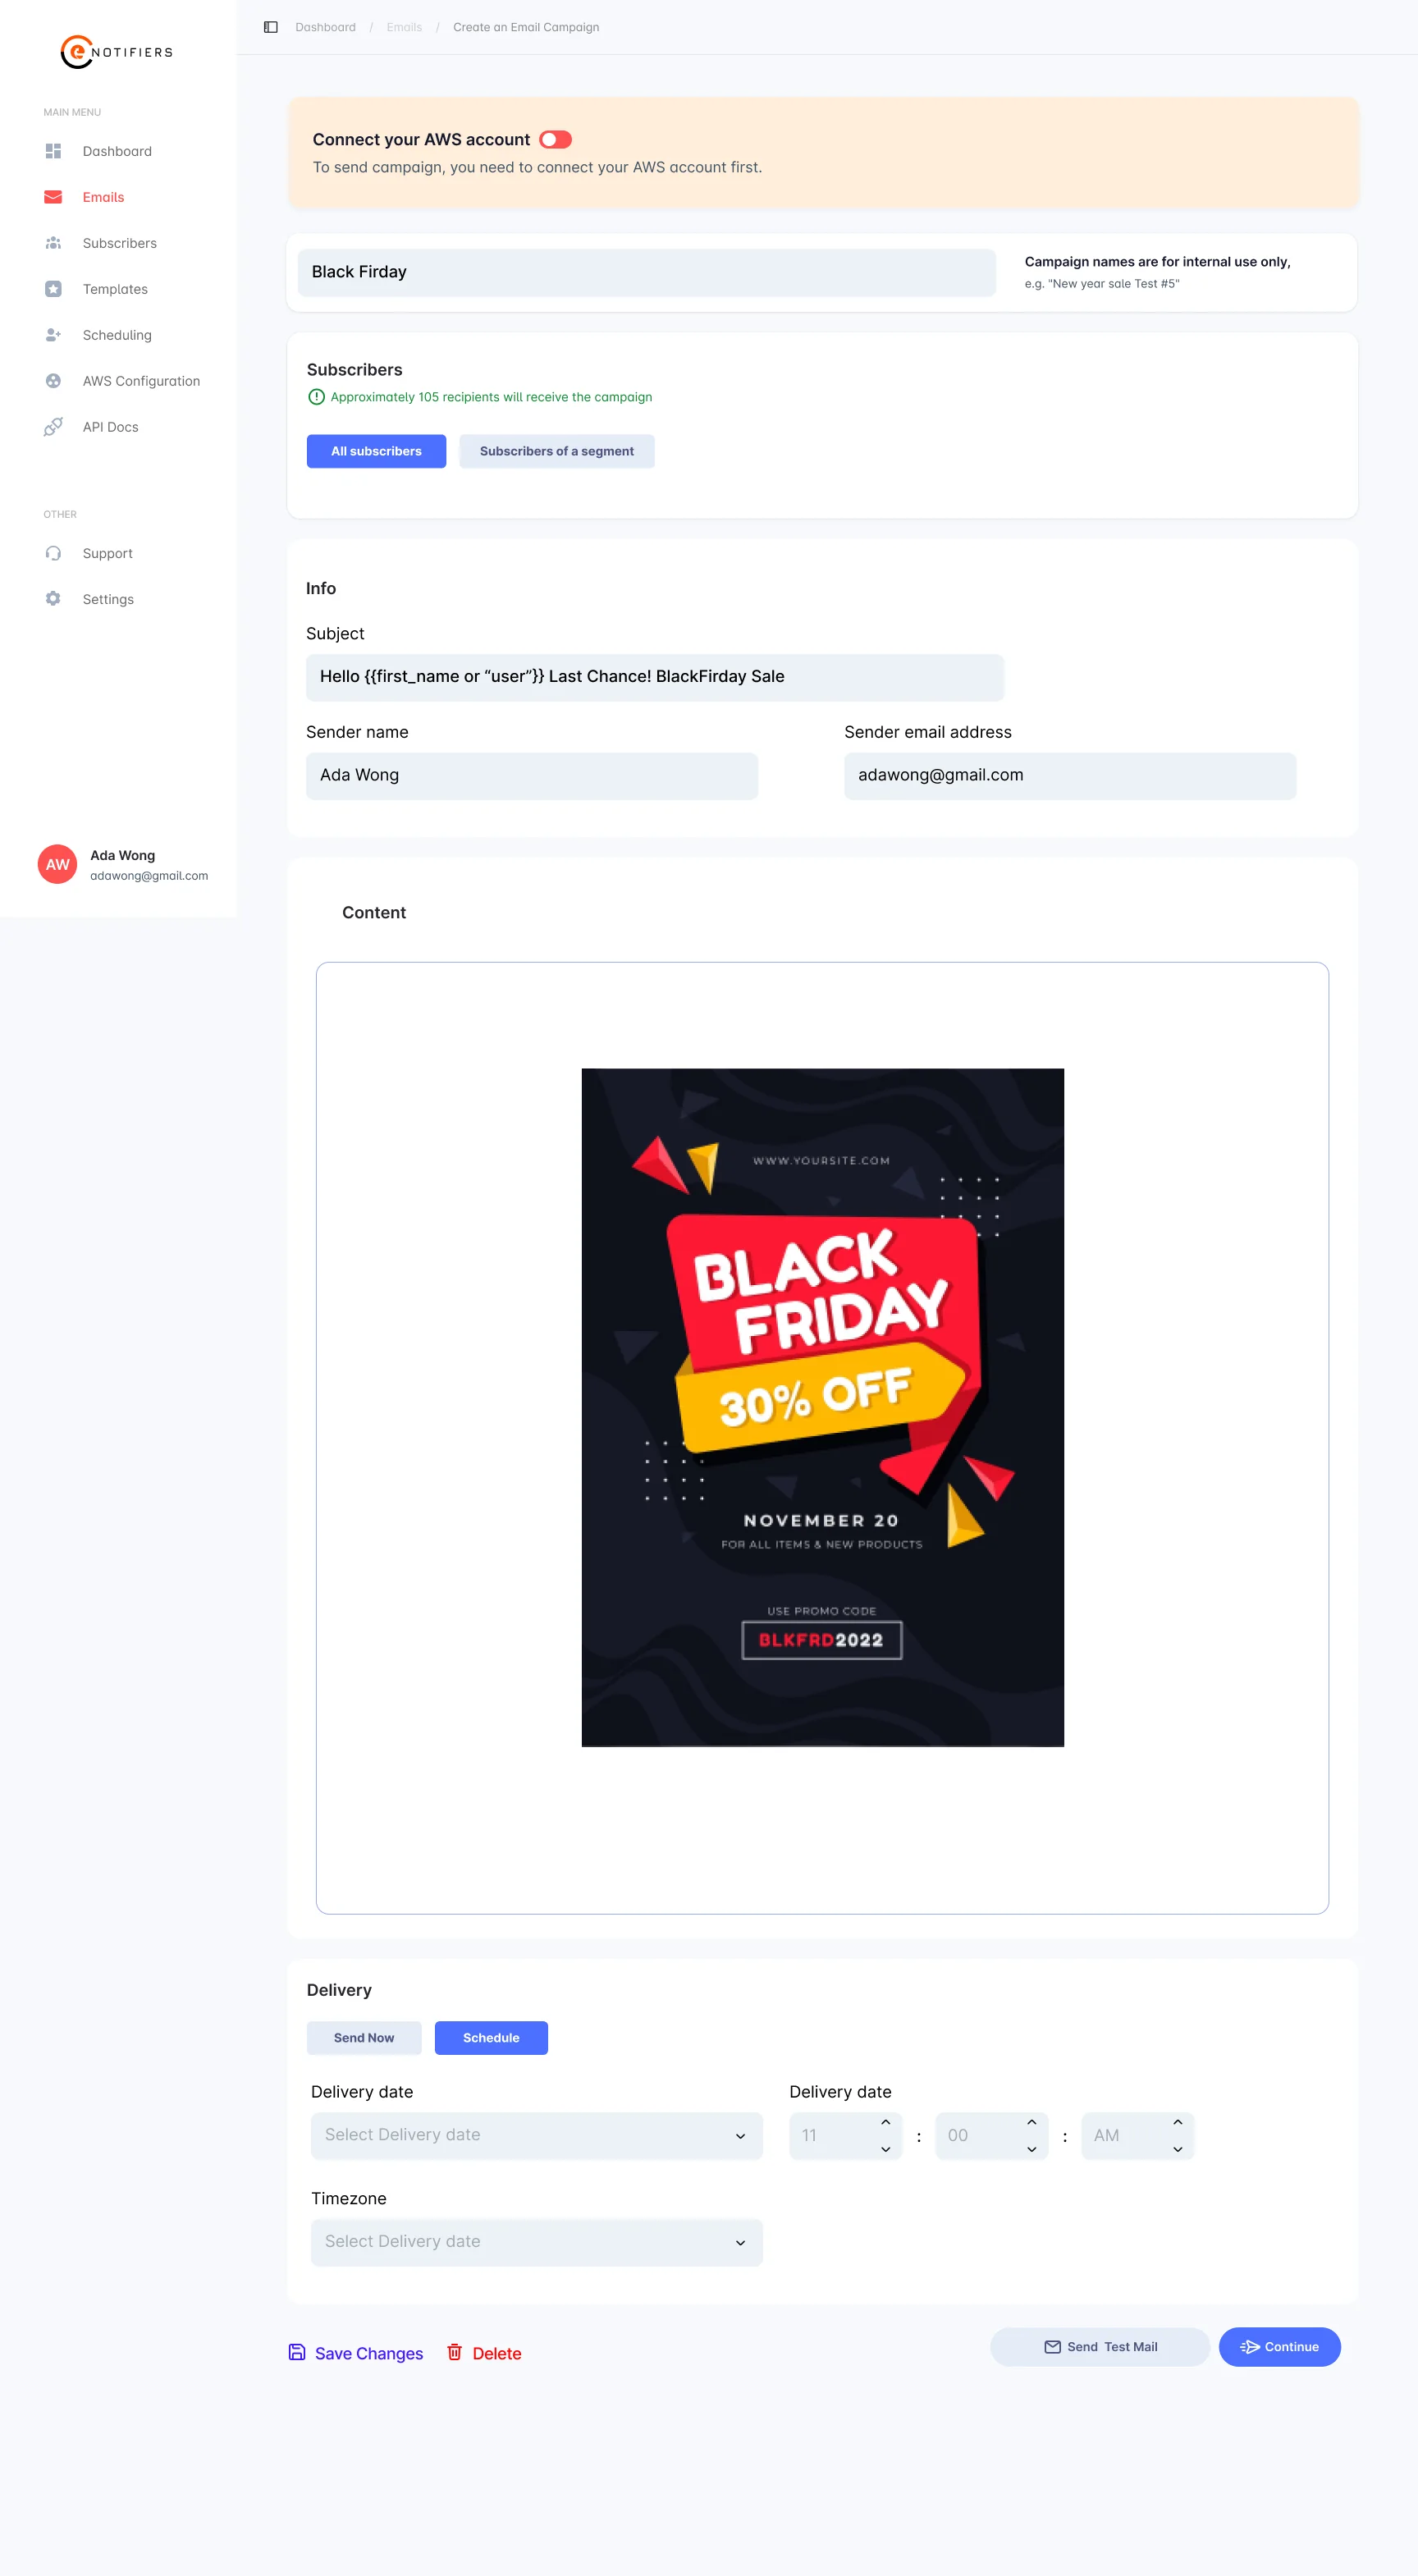 e NOTIFIERS
Dashboard / Emails / Create an Email Campaign
MAIN MENU
Dashboard
Emails
Subscribers
Templates
Scheduling
AWS Configuration
API Docs
OTHER
Support
Settings
AW
Ada Wong
adawong@gmail.com
Connect your AWS account
To send campaign, you need to connect your AWS account first.
Black Firday
Campaign names are for internal use only,
e.g. "New year sale Test #5"
Subscribers
Approximately 105 recipients will receive the campaign
All subscribers
Subscribers of a segment
Info
Subject
Hello {{first_name or “user”}} Last Chance! BlackFirday Sale
Sender name
Sender email address
Ada Wong
adawong@gmail.com
Content
WWW.YOURSITE.COM
BLACK
FRIDAY
30% OFF
NOVEMBER 20
FOR ALL ITEMS & NEW PRODUCTS
USE PROMO CODE
BLKFRD2022
Delivery
Send Now
Schedule
Delivery date
Delivery date
Select Delivery date
11 : 00 : AM
Timezone
Select Delivery date
Save Changes
Delete
Send Test Mail
Continue